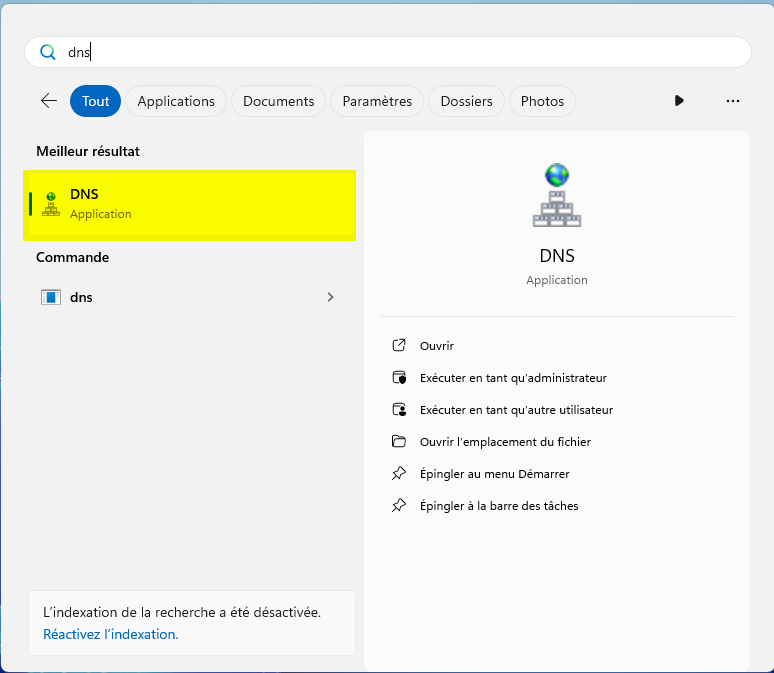 dns
Tout
Applications
Documents
Paramètres
Dossiers
Photos
Meilleur résultat
DNS
Application
Commande
dns
DNS
Application
Ouvrir
Exécuter en tant qu'administrateur
Exécuter en tant qu'autre utilisateur
Ouvrir l'emplacement du fichier
Épingler au menu Démarrer
Épingler à la barre des tâches
L'indexation de la recherche a été désactivée.
Réactivez l'indexation.